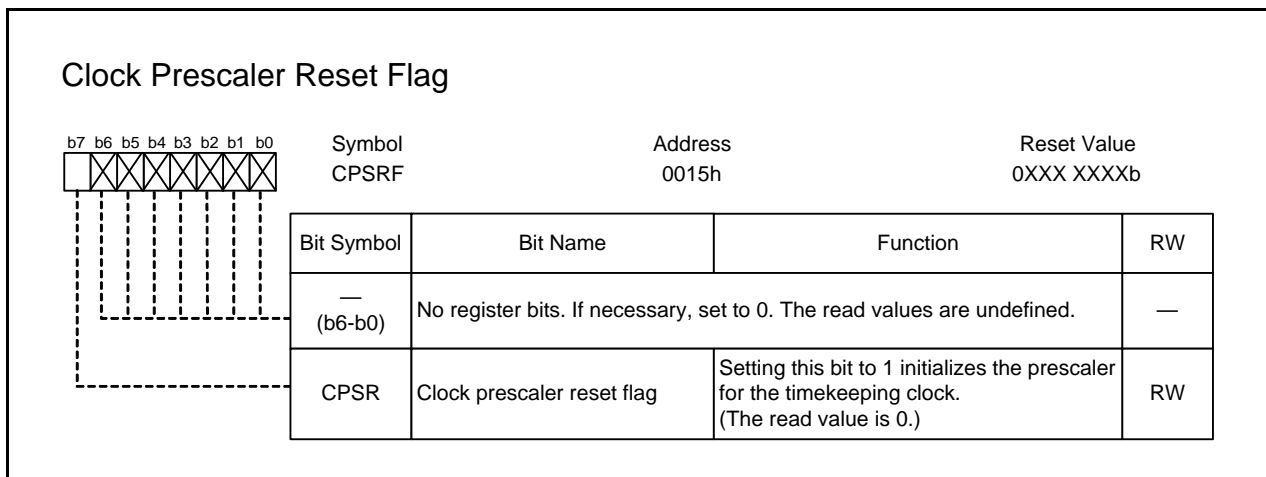 Clock Prescaler Reset Flag
b7 b6 b5 b4 b3 b2 b1 b0
Symbol Address Reset Value
CPSRF 0015h 0XXX XXXXb
Bit Symbol Bit Name Function RW
—
(b6-b0)
No register bits. If necessary, set to 0. The read values are undefined.
—
CPSR
Clock prescaler reset flag
Setting this bit to 1 initializes the prescaler
for the timekeeping clock.
(The read value is 0.)
RW